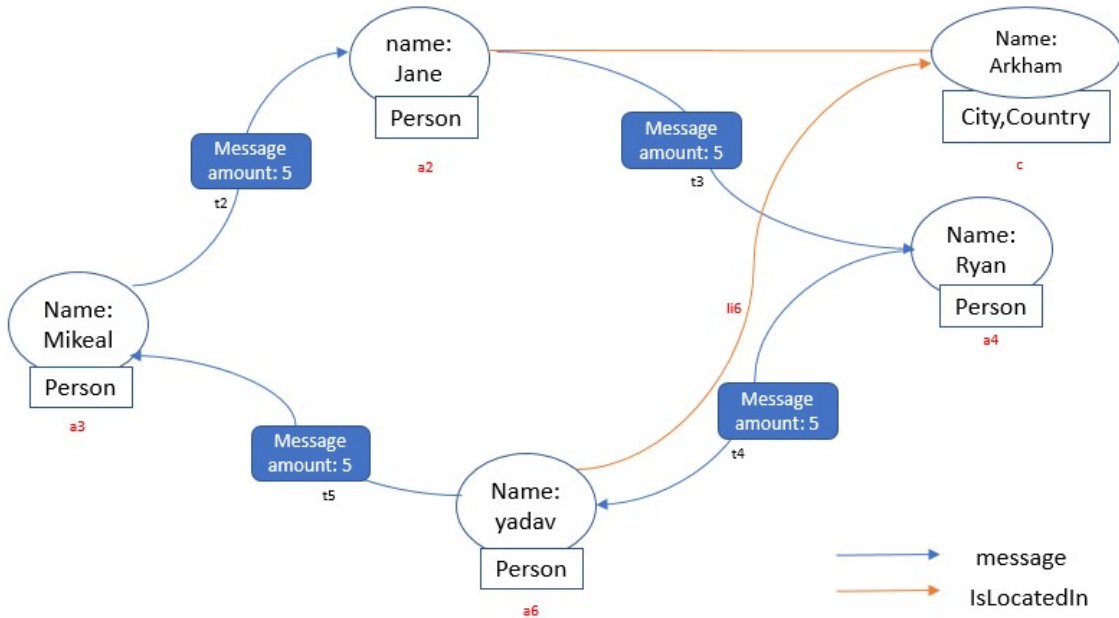 name:
Jane
Person
a2
Name:
Arkham
City,Country
c
Message
amount: 5
t2
Message
amount: 5
t3
Name:
Ryan
Person
a4
Name:
Mikeal
Person
a3
li6
Message
amount: 5
t4
Message
amount: 5
t5
Name:
yadav
Person
a6
message
IsLocatedIn